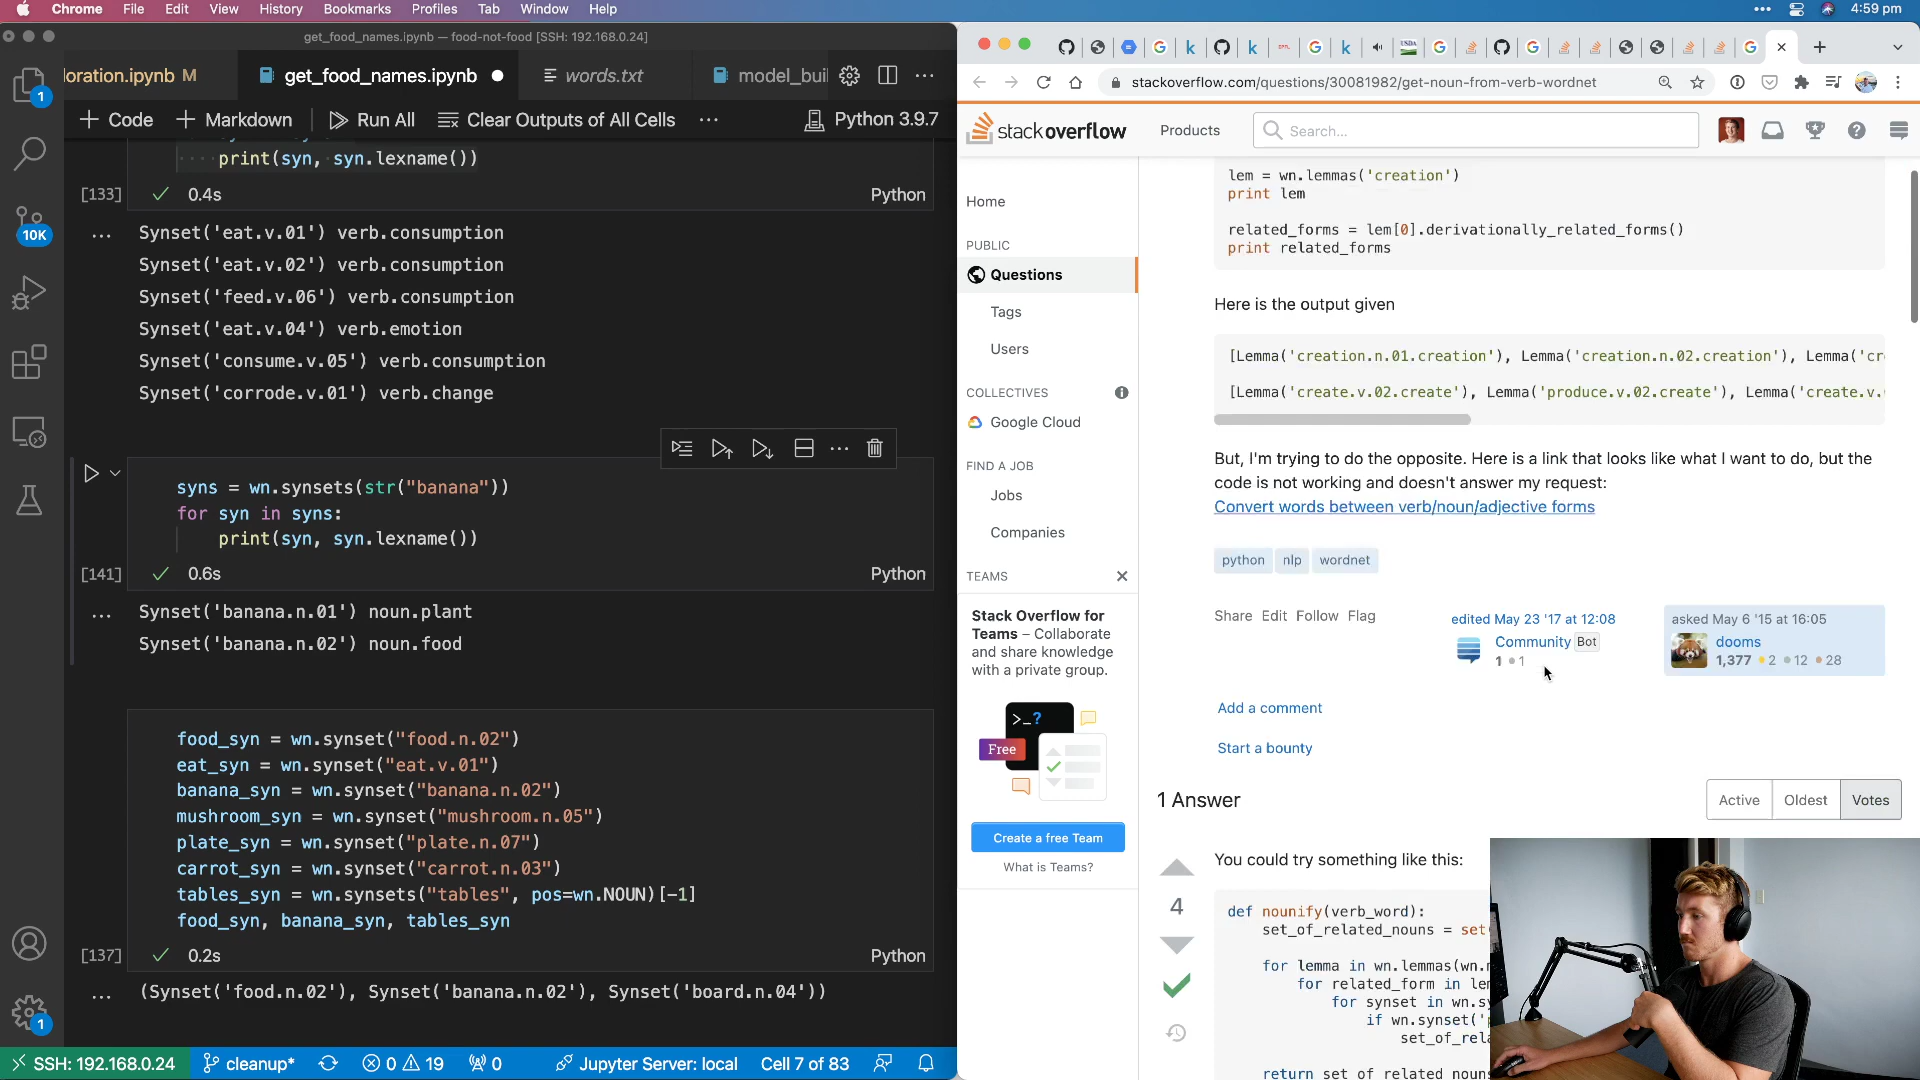 Chrome File Edit View History Bookmarks Profiles Tab Window Help 4:59 pm
get_food_names.ipynb — food-not-food [SSH: 192.168.0.24]
loration.ipynb M get_food_names.ipynb words.txt model_bui
+ Code + Markdown Run All Clear Outputs of All Cells ... Python 3.9.7
print(syn, syn.lexname())
[133] 0.4s Python
... Synset('eat.v.01') verb.consumption
Synset('eat.v.02') verb.consumption
Synset('feed.v.06') verb.consumption
Synset('eat.v.04') verb.emotion
Synset('consume.v.05') verb.consumption
Synset('corrode.v.01') verb.change
syns = wn.synsets(str("banana"))
for syn in syns:
print(syn, syn.lexname())
[141] 0.6s Python
... Synset('banana.n.01') noun.plant
Synset('banana.n.02') noun.food
food_syn = wn.synset("food.n.02")
eat_syn = wn.synset("eat.v.01")
banana_syn = wn.synset("banana.n.02")
mushroom_syn = wn.synset("mushroom.n.05")
plate_syn = wn.synset("plate.n.07")
carrot_syn = wn.synset("carrot.n.03")
tables_syn = wn.synsets("tables", pos=wn.NOUN)[-1]
food_syn, banana_syn, tables_syn
[137] 0.2s Python
... (Synset('food.n.02'), Synset('banana.n.02'), Synset('board.n.04'))
1
10K
1
SSH: 192.168.0.24 cleanup* 0 19 0 Jupyter Server: local Cell 7 of 83
stackoverflow.com/questions/30081982/get-noun-from-verb-wordnet
stackoverflow Products Search...
Home
PUBLIC
Questions
Tags
Users
COLLECTIVES
Google Cloud
FIND A JOB
Jobs
Companies
TEAMS
Stack Overflow for
Teams – Collaborate
and share knowledge
with a private group.
>_?
Free
Create a free Team
What is Teams?
lem = wn.lemmas('creation')
print lem
related_forms = lem[0].derivationally_related_forms()
print related_forms
Here is the output given
[Lemma('creation.n.01.creation'), Lemma('creation.n.02.creation'), Lemma('cr
[Lemma('create.v.02.create'), Lemma('produce.v.02.create'), Lemma('create.v.
But, I'm trying to do the opposite. Here is a link that looks like what I want to do, but the
code is not working and doesn't answer my request:
Convert words between verb/noun/adjective forms
python nlp wordnet
Share Edit Follow Flag edited May 23 '17 at 12:08 asked May 6 '15 at 16:05
Community Bot dooms
1 1 1,377 2 12 28
Add a comment
Start a bounty
1 Answer Active Oldest Votes
You could try something like this:
4
def nounify(verb_word):
set_of_related_nouns = set
for lemma in wn.lemmas(wn.
for related_form in le
for synset in wn.s
if wn.synset('
set_of_rela
return set_of_related_noun